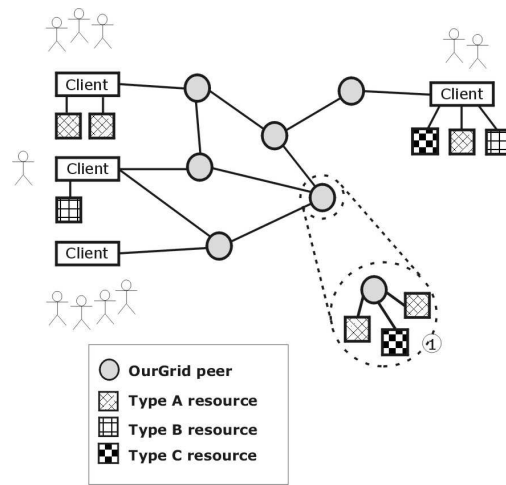 Client
Client
Client
Client
1
OurGrid peer
Type A resource
Type B resource
Type C resource